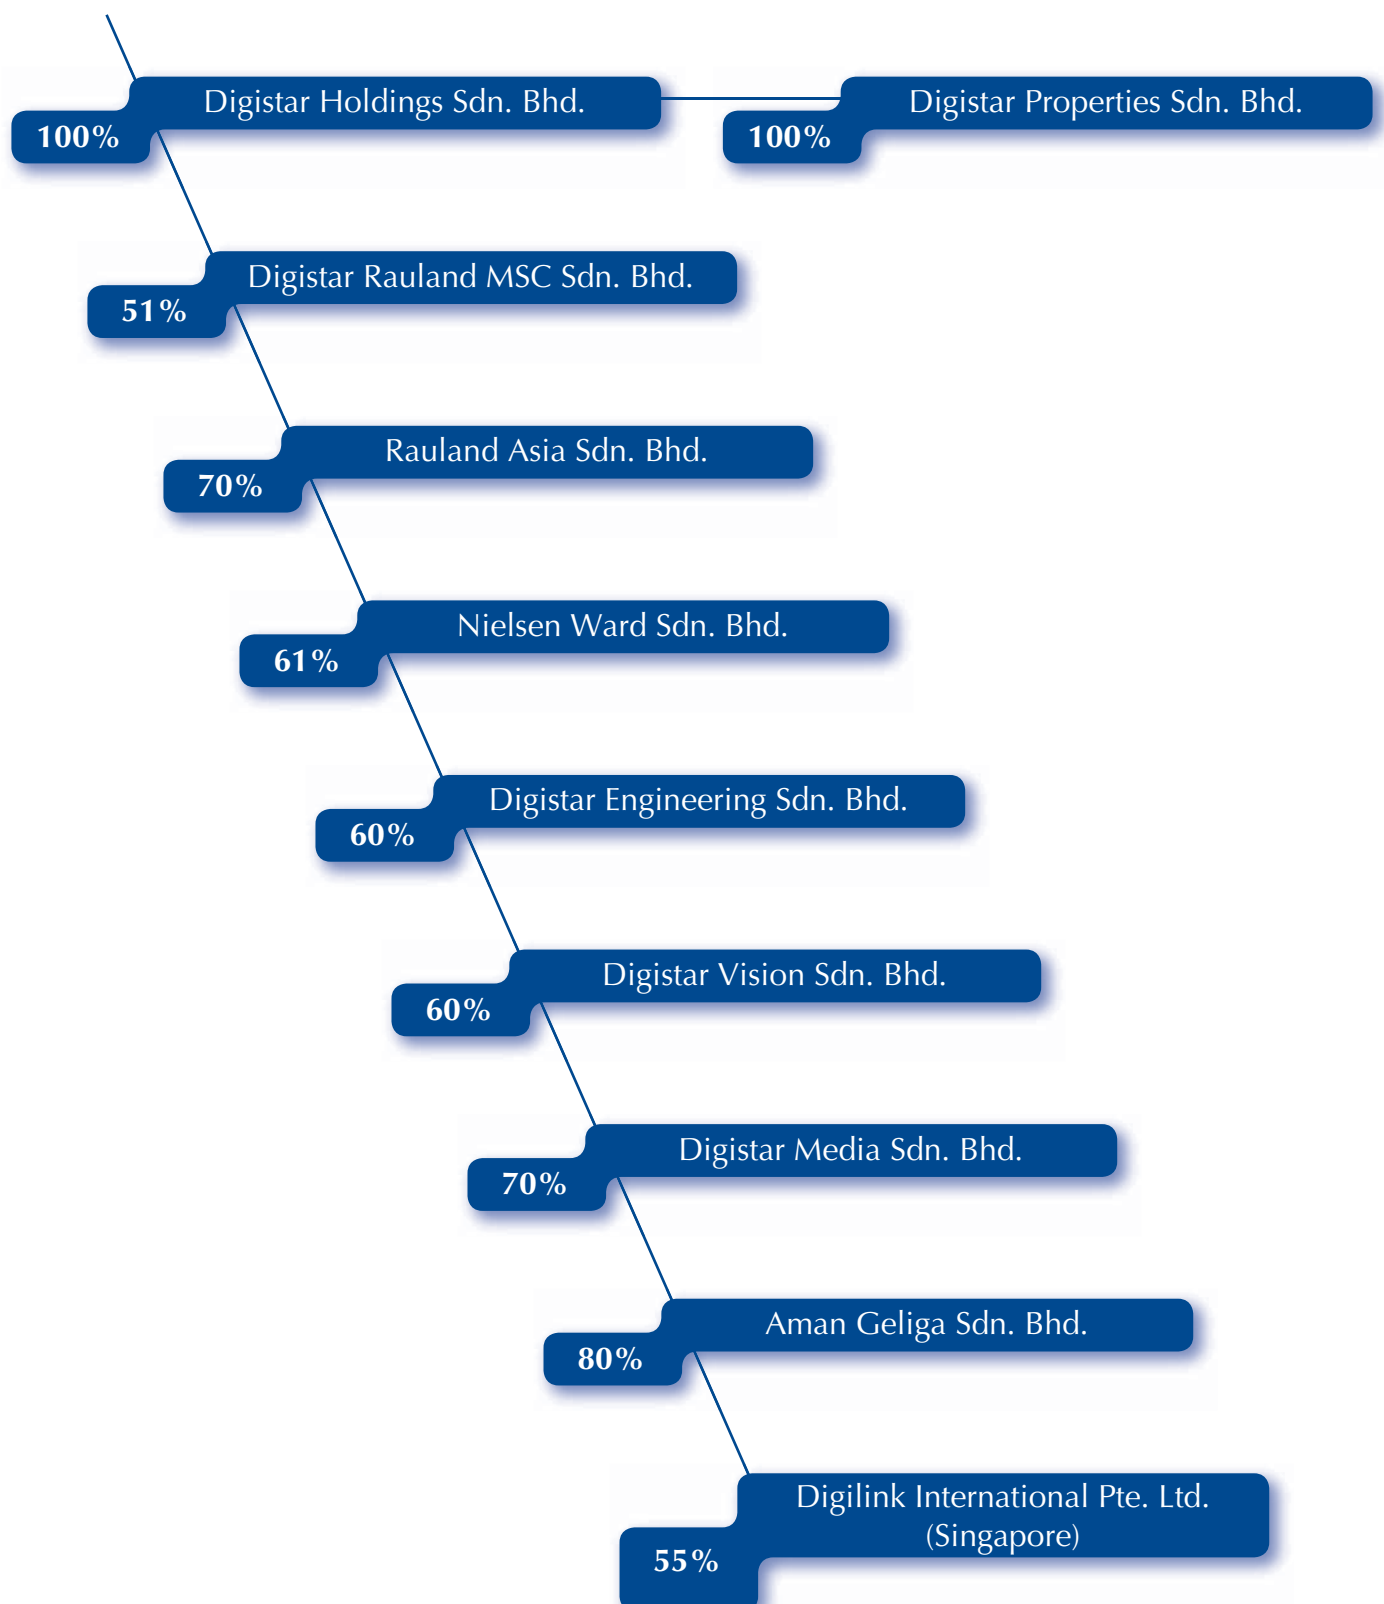 Digistar Holdings Sdn. Bhd.
100%
Digistar Properties Sdn. Bhd.
100%
Digistar Rauland MSC Sdn. Bhd.
51%
Rauland Asia Sdn. Bhd.
70%
Nielsen Ward Sdn. Bhd.
61%
Digistar Engineering Sdn. Bhd.
60%
Digistar Vision Sdn. Bhd.
60%
Digistar Media Sdn. Bhd.
70%
Aman Geliga Sdn. Bhd.
80%
Digilink International Pte. Ltd.
(Singapore)
55%